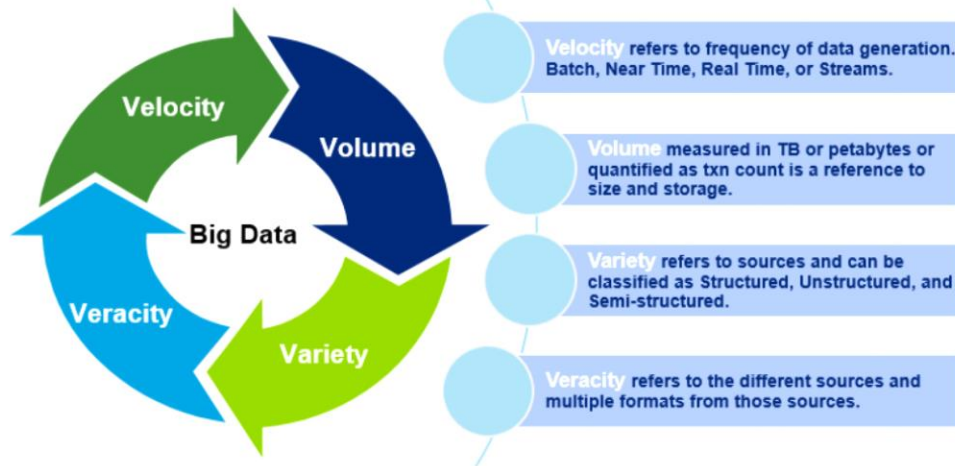 Velocity
Volume
Big Data
Veracity
Variety
Velocity refers to frequency of data generation.
Batch, Near Time, Real Time, or Streams.
Volume measured in TB or petabytes or
quantified as txn count is a reference to
size and storage.
Variety refers to sources and can be
classified as Structured, Unstructured, and
Semi-structured.
Veracity refers to the different sources and
multiple formats from those sources.